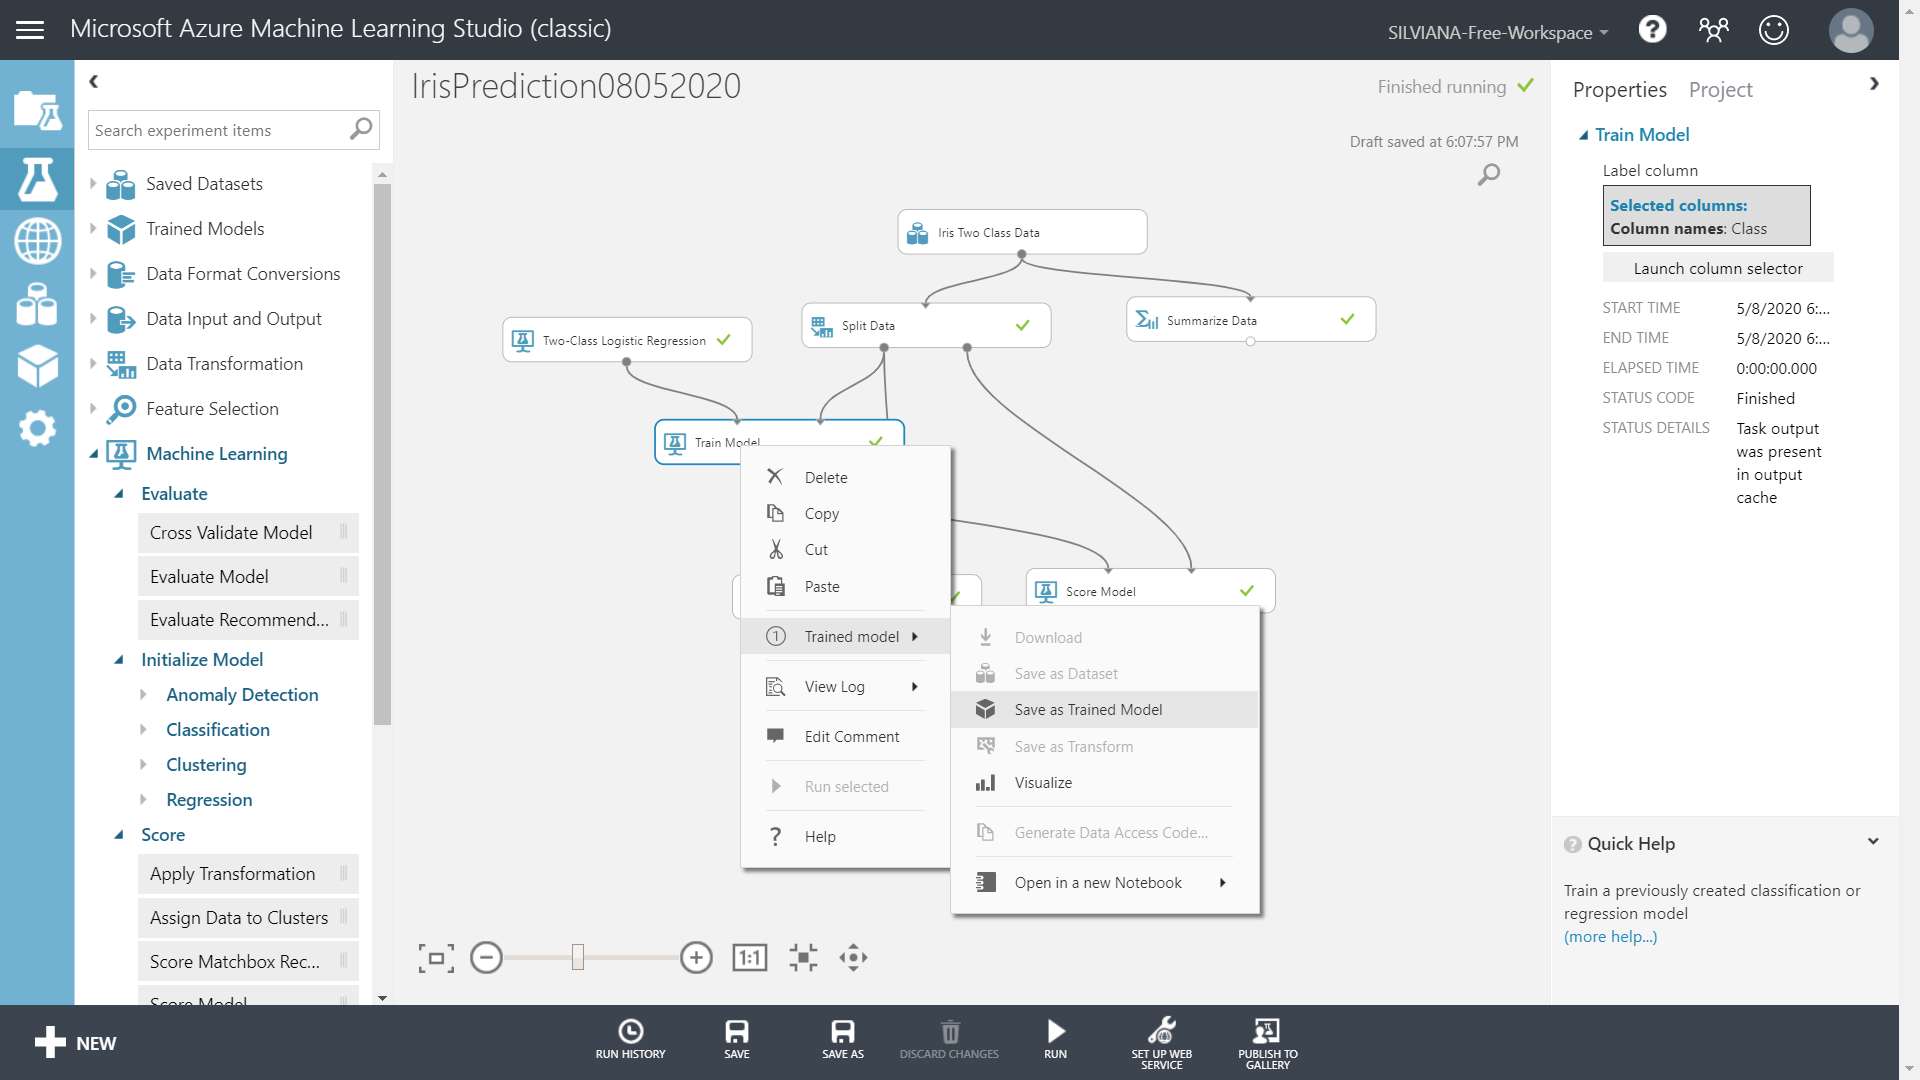 Microsoft Azure Machine Learning Studio (classic)
SILVIANA-Free-Workspace
?
Search experiment items
Saved Datasets
Trained Models
Data Format Conversions
Data Input and Output
Data Transformation
Feature Selection
Machine Learning
Evaluate
Cross Validate Model
Evaluate Model
Evaluate Recommend...
Initialize Model
Anomaly Detection
Classification
Clustering
Regression
Score
Apply Transformation
Assign Data to Clusters
Score Matchbox Rec...
Score Model
IrisPrediction08052020
Finished running
Draft saved at 6:07:57 PM
Iris Two Class Data
Split Data
Summarize Data
Two-Class Logistic Regression
Train Model
Score Model
Delete
Copy
Cut
Paste
1 Trained model
View Log
Edit Comment
Run selected
? Help
Download
Save as Dataset
Save as Trained Model
Save as Transform
Visualize
Generate Data Access Code...
Open in a new Notebook
1:1
Properties Project
Train Model
Label column
Selected columns:
Column names: Class
Launch column selector
START TIME 5/8/2020 6:...
END TIME 5/8/2020 6:...
ELAPSED TIME 0:00:00.000
STATUS CODE Finished
STATUS DETAILS Task output
was present
in output
cache
? Quick Help
Train a previously created classification or
regression model
(more help...)
NEW
RUN HISTORY
SAVE
SAVE AS
DISCARD CHANGES
RUN
SET UP WEB
SERVICE
PUBLISH TO
GALLERY